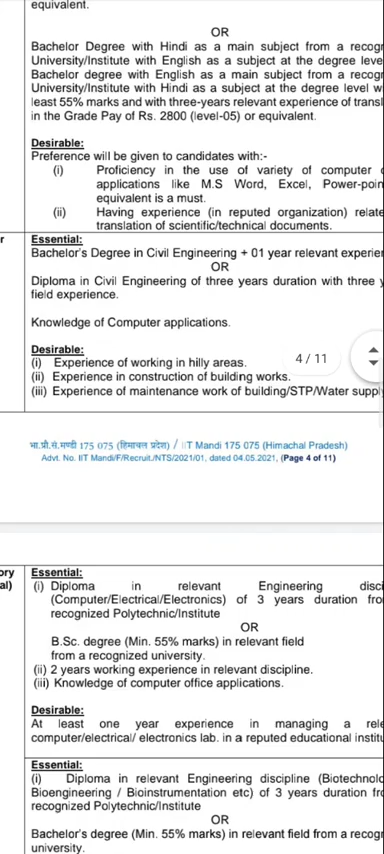 equivalent.
OR
Bachelor Degree with Hindi as a main subject from a recog
University/Institute with English as a subject at the degree leve
Bachelor degree with English as a main subject from a recog
University/Institute with Hindi as a subject at the degree level w
least 55% marks and with three-years relevant experience of transl
in the Grade Pay of Rs. 2800 (level-05) or equivalent.
Desirable:
Preference will be given to candidates with:-
(i) Proficiency in the use of variety of computer
applications like M.S Word, Excel, Power-poin
equivalent is a must.
(ii) Having experience (in reputed organization) relate
translation of scientific/technical documents.
r Essential:
Bachelor's Degree in Civil Engineering + 01 year relevant experien
OR
Diploma in Civil Engineering of three years duration with three y
field experience.
Knowledge of Computer applications.
Desirable:
(i) Experience of working in hilly areas.
4 / 11
(ii) Experience in construction of building works.
(iii) Experience of maintenance work of building/STP/Water supply
भा.प्रौ.सं.मण्डी 175 075 (हिमाचल प्रदेश) / IIT Mandi 175 075 (Himachal Pradesh)
Advt. No. IIT Mandi/F/Recruit./NTS/2021/01, dated 04.05.2021, (Page 4 of 11)
ory Essential:
al) (i) Diploma in relevant Engineering disci
(Computer/Electrical/Electronics) of 3 years duration fro
recognized Polytechnic/Institute
OR
B.Sc. degree (Min. 55% marks) in relevant field
from a recognized university.
(ii) 2 years working experience in relevant discipline.
(iii) Knowledge of computer office applications.
Desirable:
At least one year experience in managing a rele
computer/electrical/ electronics lab. in a reputed educational institu
Essential:
(i) Diploma in relevant Engineering discipline (Biotechnolo
Bioengineering / Bioinstrumentation etc) of 3 years duration fro
recognized Polytechnic/Institute
OR
Bachelor's degree (Min. 55% marks) in relevant field from a recogn
university.